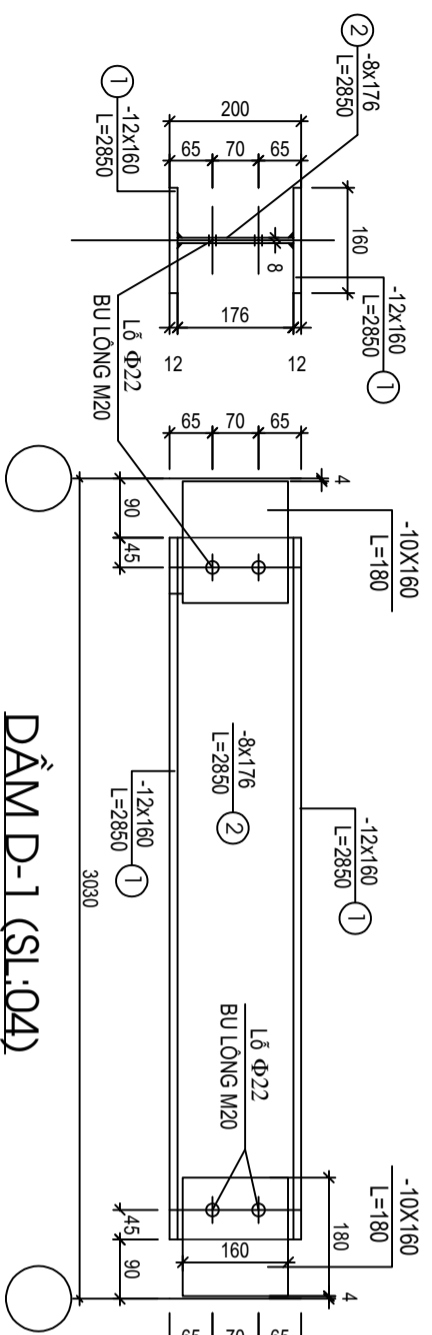 -8x176
L=2850
2
-12x160
L=2850
1
200
65 70 65
160
8
176
12
12
-12x160
L=2850
1
Lỗ Φ22
BU LÔNG M20
65 70 65
90
45
4
-10X160
L=180
-8x176
L=2850
2
-12x160
L=2850
1
-12x160
L=2850
1
3030
Lỗ Φ22
BU LÔNG M20
-10X160
L=180
180
160
45
90
4
65 70 65
DẦM D-1 (SL:04)